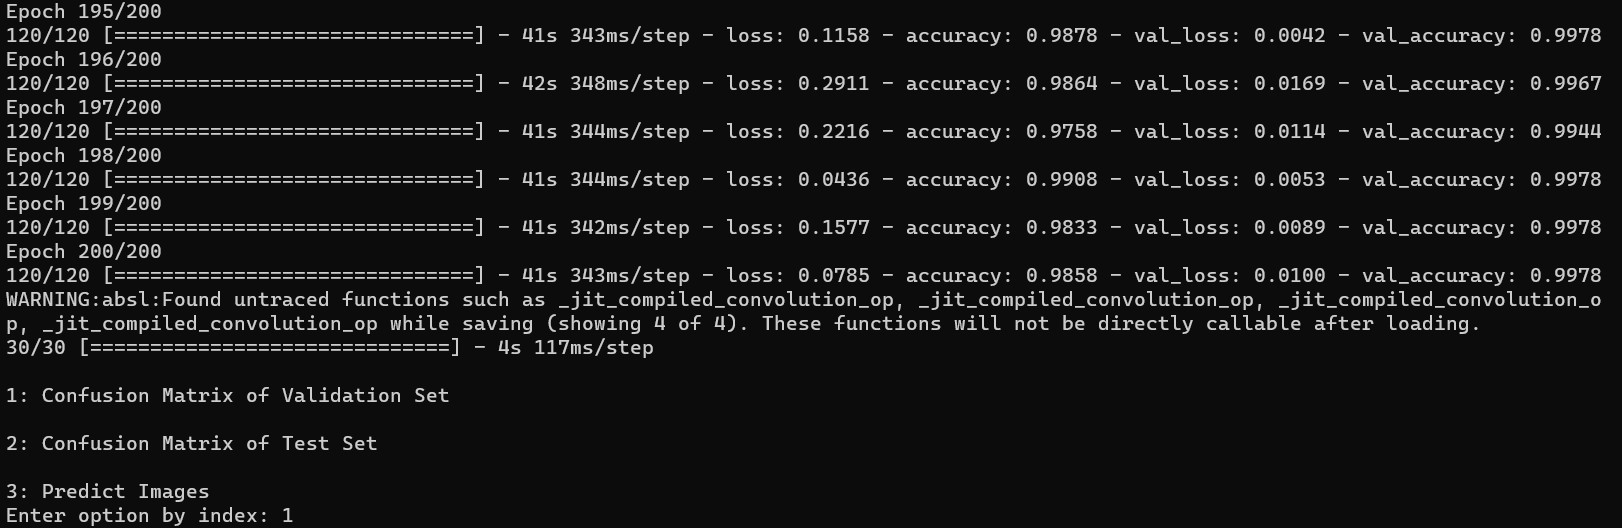 Epoch 195/200
120/120 [==============================] - 41s 343ms/step - loss: 0.1158 - accuracy: 0.9878 - val_loss: 0.0042 - val_accuracy: 0.9978
Epoch 196/200
120/120 [==============================] - 42s 348ms/step - loss: 0.2911 - accuracy: 0.9864 - val_loss: 0.0169 - val_accuracy: 0.9967
Epoch 197/200
120/120 [==============================] - 41s 344ms/step - loss: 0.2216 - accuracy: 0.9758 - val_loss: 0.0114 - val_accuracy: 0.9944
Epoch 198/200
120/120 [==============================] - 41s 344ms/step - loss: 0.0436 - accuracy: 0.9908 - val_loss: 0.0053 - val_accuracy: 0.9978
Epoch 199/200
120/120 [==============================] - 41s 342ms/step - loss: 0.1577 - accuracy: 0.9833 - val_loss: 0.0089 - val_accuracy: 0.9978
Epoch 200/200
120/120 [==============================] - 41s 343ms/step - loss: 0.0785 - accuracy: 0.9858 - val_loss: 0.0100 - val_accuracy: 0.9978
WARNING:absl:Found untraced functions such as _jit_compiled_convolution_op, _jit_compiled_convolution_op, _jit_compiled_convolution_o
p, _jit_compiled_convolution_op while saving (showing 4 of 4). These functions will not be directly callable after loading.
30/30 [==============================] - 4s 117ms/step
1: Confusion Matrix of Validation Set
2: Confusion Matrix of Test Set
3: Predict Images
Enter option by index: 1